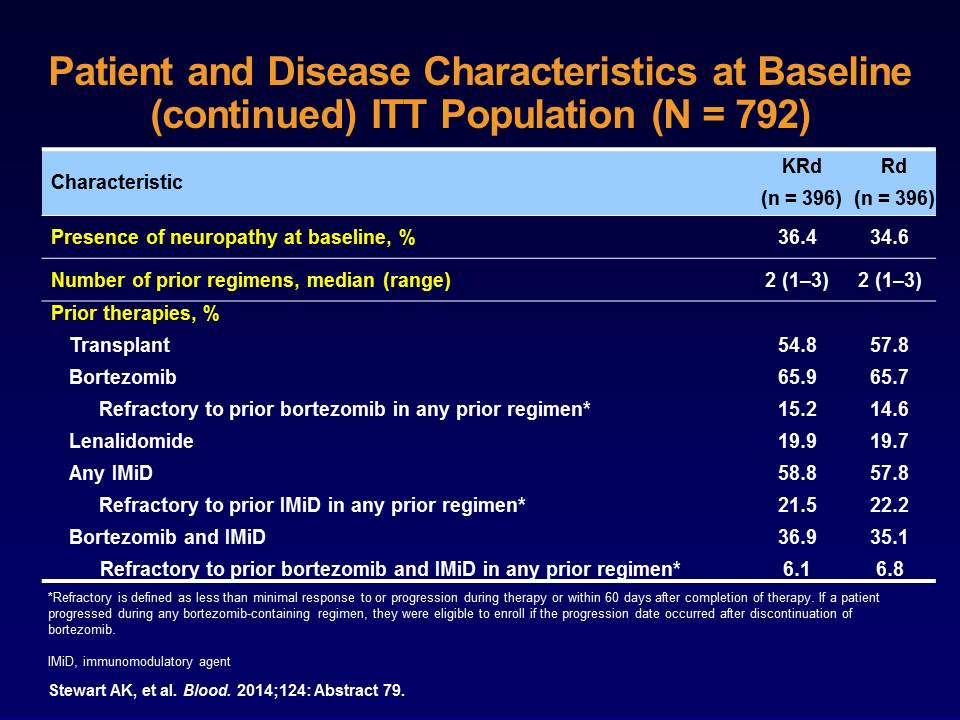 Patient and Disease Characteristics at Baseline
(continued) ITT Population (N = 792)
Characteristic KRd (n = 396) Rd (n = 396)
Presence of neuropathy at baseline, % 36.4 34.6
Number of prior regimens, median (range) 2 (1–3) 2 (1–3)
Prior therapies, %
Transplant 54.8 57.8
Bortezomib 65.9 65.7
Refractory to prior bortezomib in any prior regimen* 15.2 14.6
Lenalidomide 19.9 19.7
Any IMiD 58.8 57.8
Refractory to prior IMiD in any prior regimen* 21.5 22.2
Bortezomib and IMiD 36.9 35.1
Refractory to prior bortezomib and IMiD in any prior regimen* 6.1 6.8
*Refractory is defined as less than minimal response to or progression during therapy or within 60 days after completion of therapy. If a patient
progressed during any bortezomib-containing regimen, they were eligible to enroll if the progression date occurred after discontinuation of
bortezomib.
IMiD, immunomodulatory agent
Stewart AK, et al. Blood. 2014;124: Abstract 79.